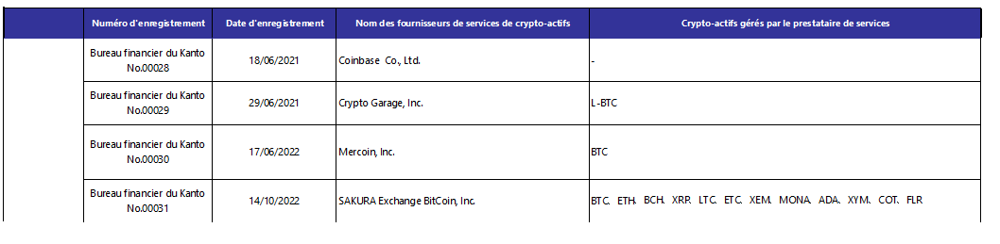 Numéro d'enregistrement Date d'enregistrement Nom des fournisseurs de services de crypto-actifs Crypto-actifs gérés par le prestataire de services
Bureau financier du Kanto
No.00028 18/06/2021 Coinbase Co., Ltd. -
Bureau financier du Kanto
No.00029 29/06/2021 Crypto Garage, Inc. L-BTC
Bureau financier du Kanto
No.00030 17/06/2022 Mercoin, Inc. BTC
Bureau financier du Kanto
No.00031 14/10/2022 SAKURA Exchange BitCoin, Inc. BTC、ETH、BCH、XRP、LTC、ETC、XEM、MONA、ADA、XYM、COT、FLR